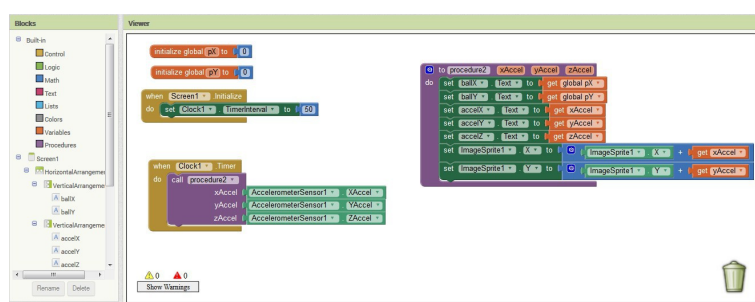 Blocks
Viewer
Built-in
Control
Logic
Math
Text
Lists
Colors
Variables
Procedures
Screen1
HorizontalArrangeme
VerticalArrangeme
ballX
ballY
VerticalArrangeme
accelX
accelY
accelZ
Rename Delete
initialize global pX to 0
initialize global pY to 0
when Screen1 .Initialize
do set Clock1 . TimerInterval to 50
when Clock1 .Timer
do call procedure2
xAccel AccelerometerSensor1 . XAccel
yAccel AccelerometerSensor1 . YAccel
zAccel AccelerometerSensor1 . ZAccel
to procedure2 xAccel yAccel zAccel
do set ballX . Text to get global pX
set ballY . Text to get global pY
set accelX . Text to get xAccel
set accelY . Text to get yAccel
set accelZ . Text to get zAccel
set ImageSprite1 . X to ImageSprite1 . X + get xAccel
set ImageSprite1 . Y to ImageSprite1 . Y + get yAccel
0 0
Show Warnings